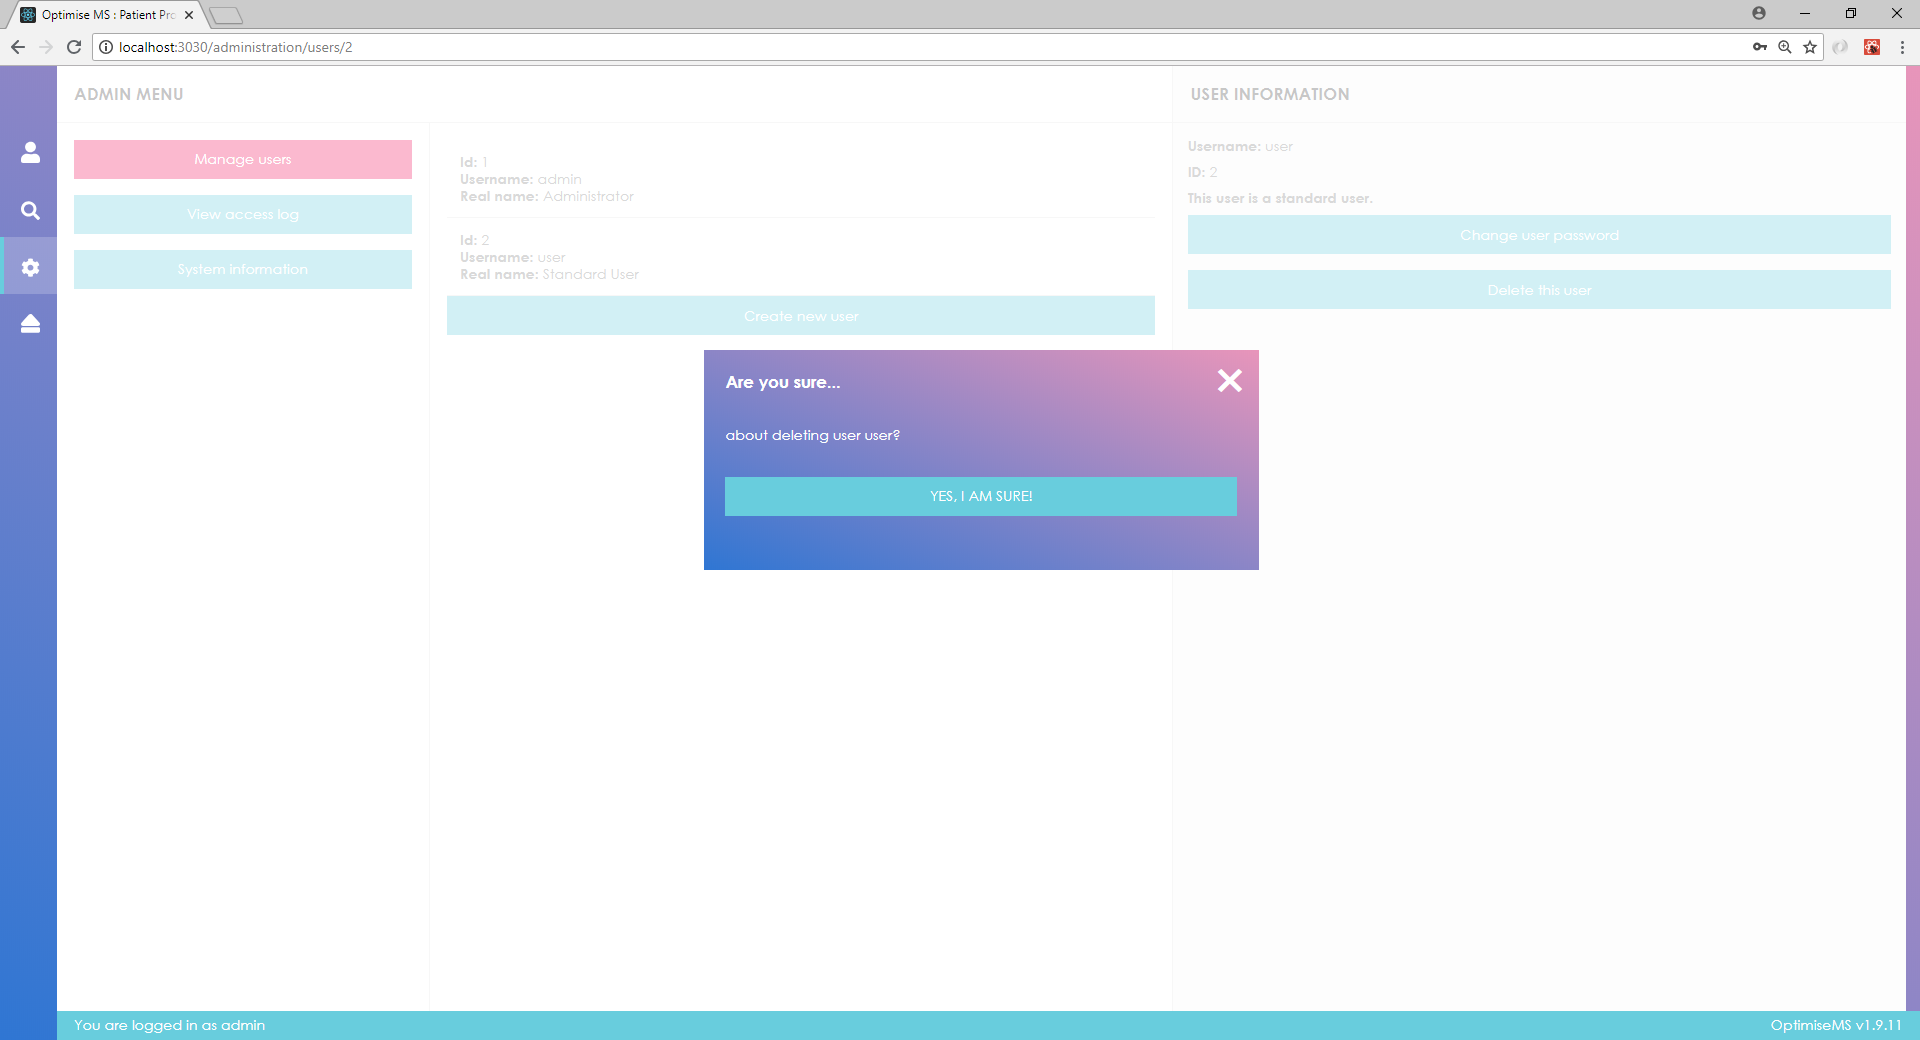 Optimise MS : Patient Pro
localhost:3030/administration/users/2
ADMIN MENU
Manage users
View access log
System information
Id: 1
Username: admin
Real name: Administrator
Id: 2
Username: user
Real name: Standard User
Create new user
USER INFORMATION
Username: user
ID: 2
This user is a standard user.
Change user password
Delete this user
Are you sure...
about deleting user user?
YES, I AM SURE!
You are logged in as admin
OptimiseMS v1.9.11